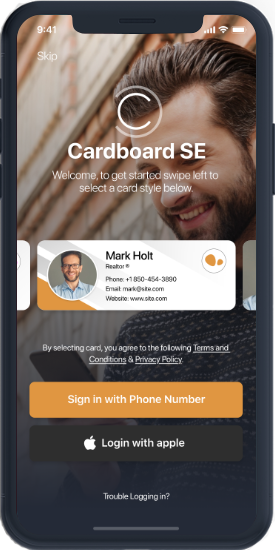 9:41
Skip
Cardboard SE
Welcome, to get started swipe left to
select a card style below.
Mark Holt
Realtor ®
Phone: +1 850-454-3890
Email: mark@site.com
Website: www.site.com
By selecting card, you agree to the following Terms and
Conditions & Privacy Policy.
Sign in with Phone Number
Login with apple
Trouble Logging in?